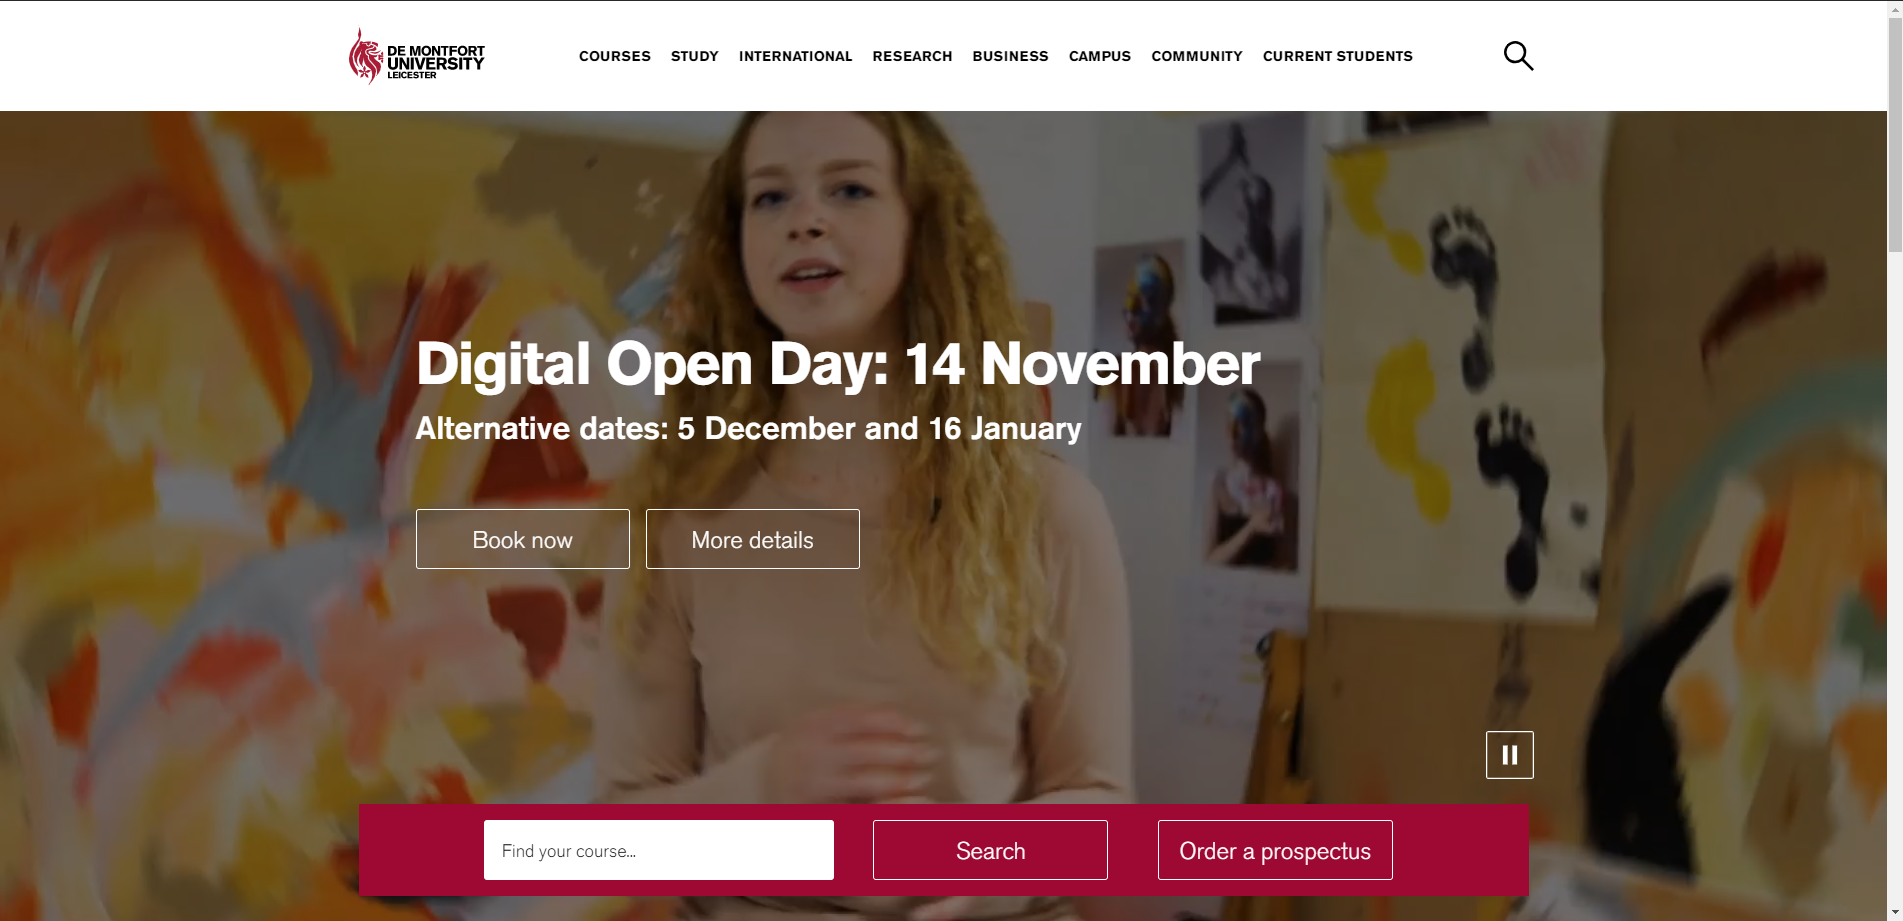 DE MONTFORT
UNIVERSITY
LEICESTER
COURSES STUDY INTERNATIONAL RESEARCH BUSINESS CAMPUS COMMUNITY CURRENT STUDENTS
Digital Open Day: 14 November
Alternative dates: 5 December and 16 January
Book now More details
Find your course... Search Order a prospectus